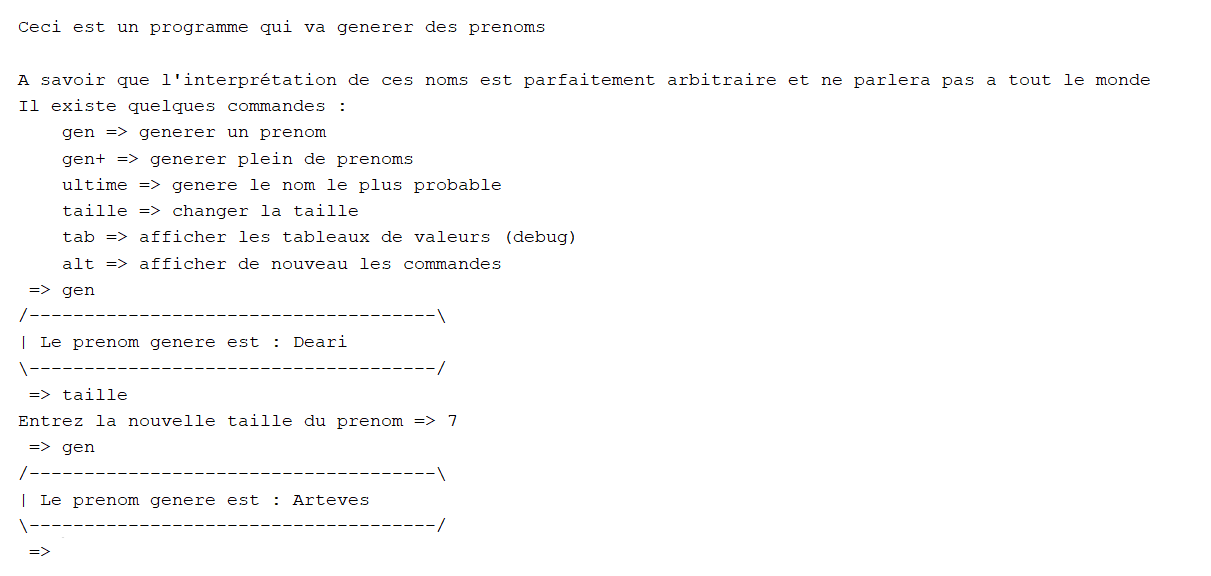 Ceci est un programme qui va generer des prenoms
A savoir que l'interprétation de ces noms est parfaitement arbitraire et ne parlera pas a tout le monde
Il existe quelques commandes :
    gen => generer un prenom
    gen+ => generer plein de prenoms
    ultime => genere le nom le plus probable
    taille => changer la taille
    tab => afficher les tableaux de valeurs (debug)
    alt => afficher de nouveau les commandes
 => gen
/-------------------------------------\
| Le prenom genere est : Deari
\-------------------------------------/
 => taille
Entrez la nouvelle taille du prenom => 7
 => gen
/-------------------------------------\
| Le prenom genere est : Arteves
\-------------------------------------/
 =>